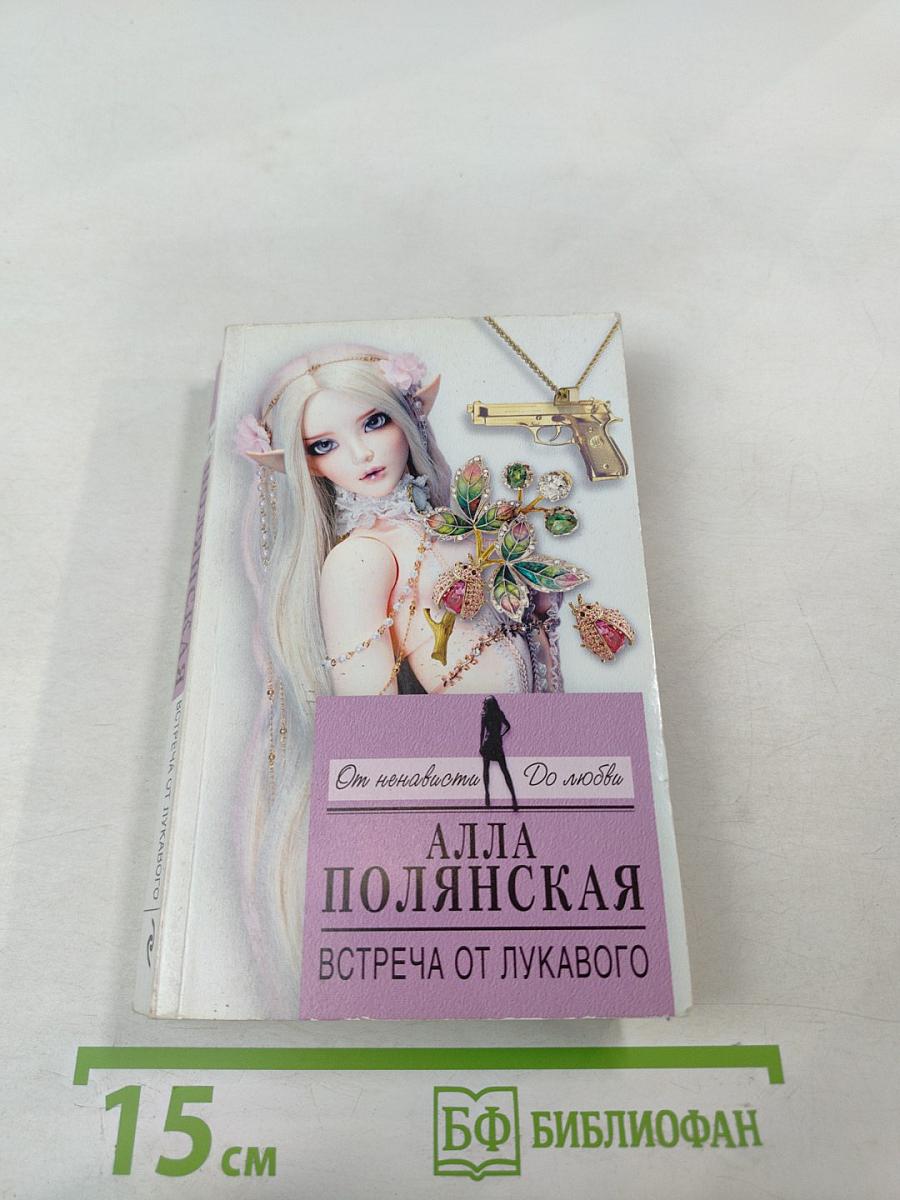 От ненависти До любви
АЛЛА
ПОЛЯНСКАЯ
ВСТРЕЧА ОТ ЛУКАВОГО
ВСТРЕЧА ОТ ЛУКАВОГО
15 см
БФ БИБЛИОФАН